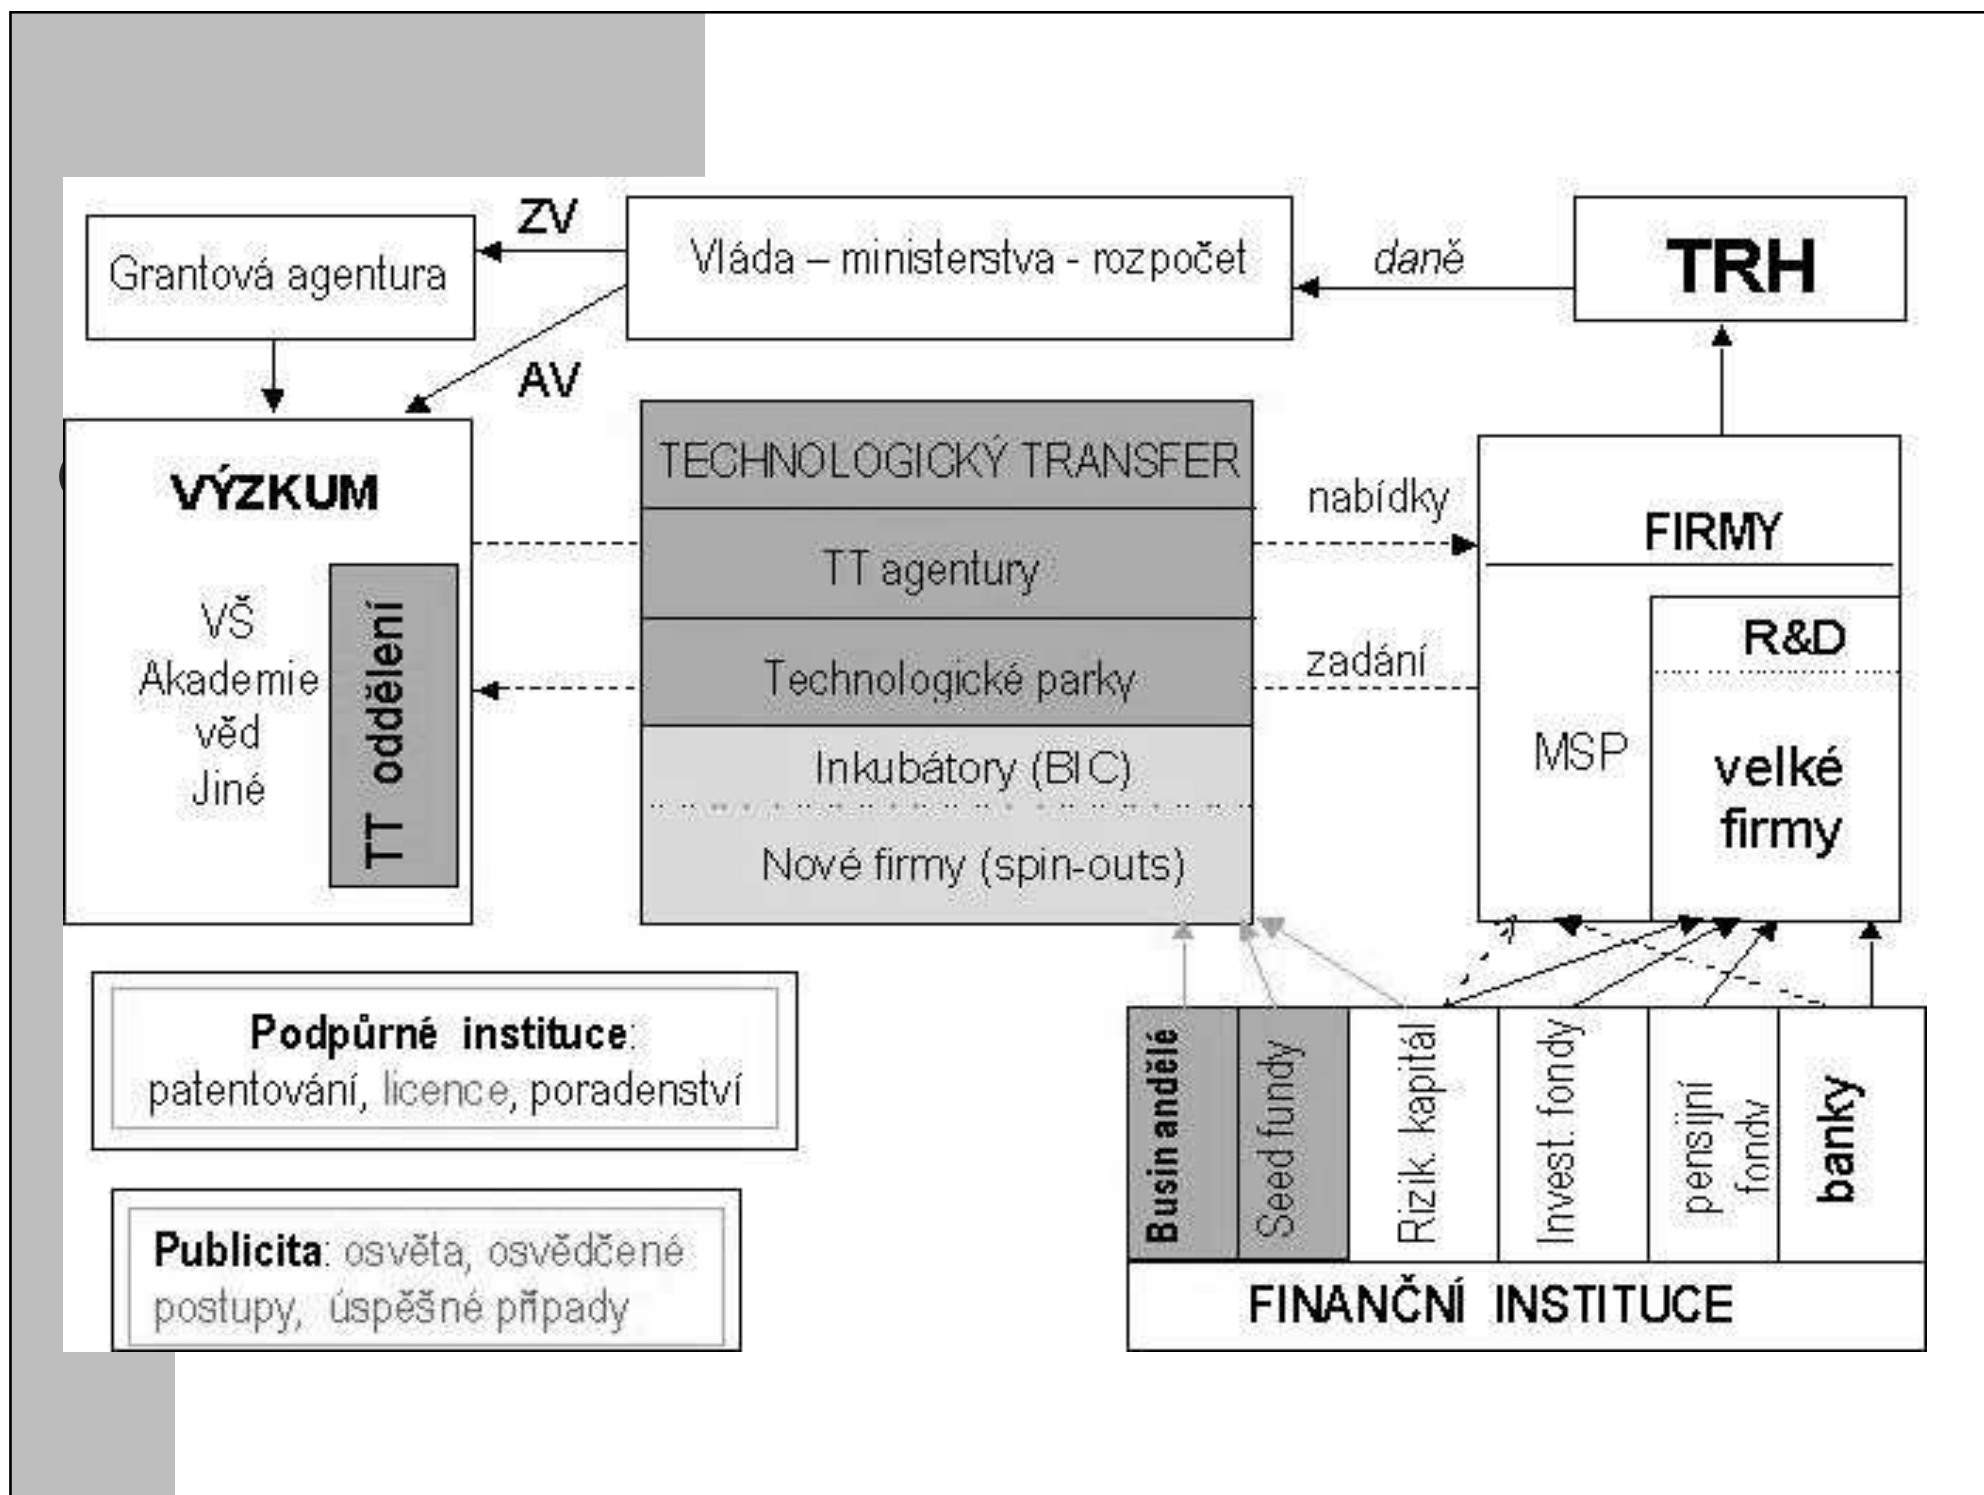 ZV
Vláda – ministerstva - rozpočet
daně
TRH
Grantová agentura
AV
VÝZKUM
VŠ
Akademie
věd
Jiné
TT oddělení
TECHNOLOGICKÝ TRANSFER
TT agentury
Technologické parky
Inkubátory (BIC)
Nové firmy (spin-outs)
nabídky
zadání
FIRMY
R&D
MSP
velké
firmy
Podpůrné instituce:
patentování, licence, poradenství
Publicita: osvěta, osvědčené
postupy, úspěšné případy
Busin andělé
Seed fundy
Rizik. kapitál
Invest. fondy
pensijní
fondy
banky
FINANČNÍ INSTITUCE